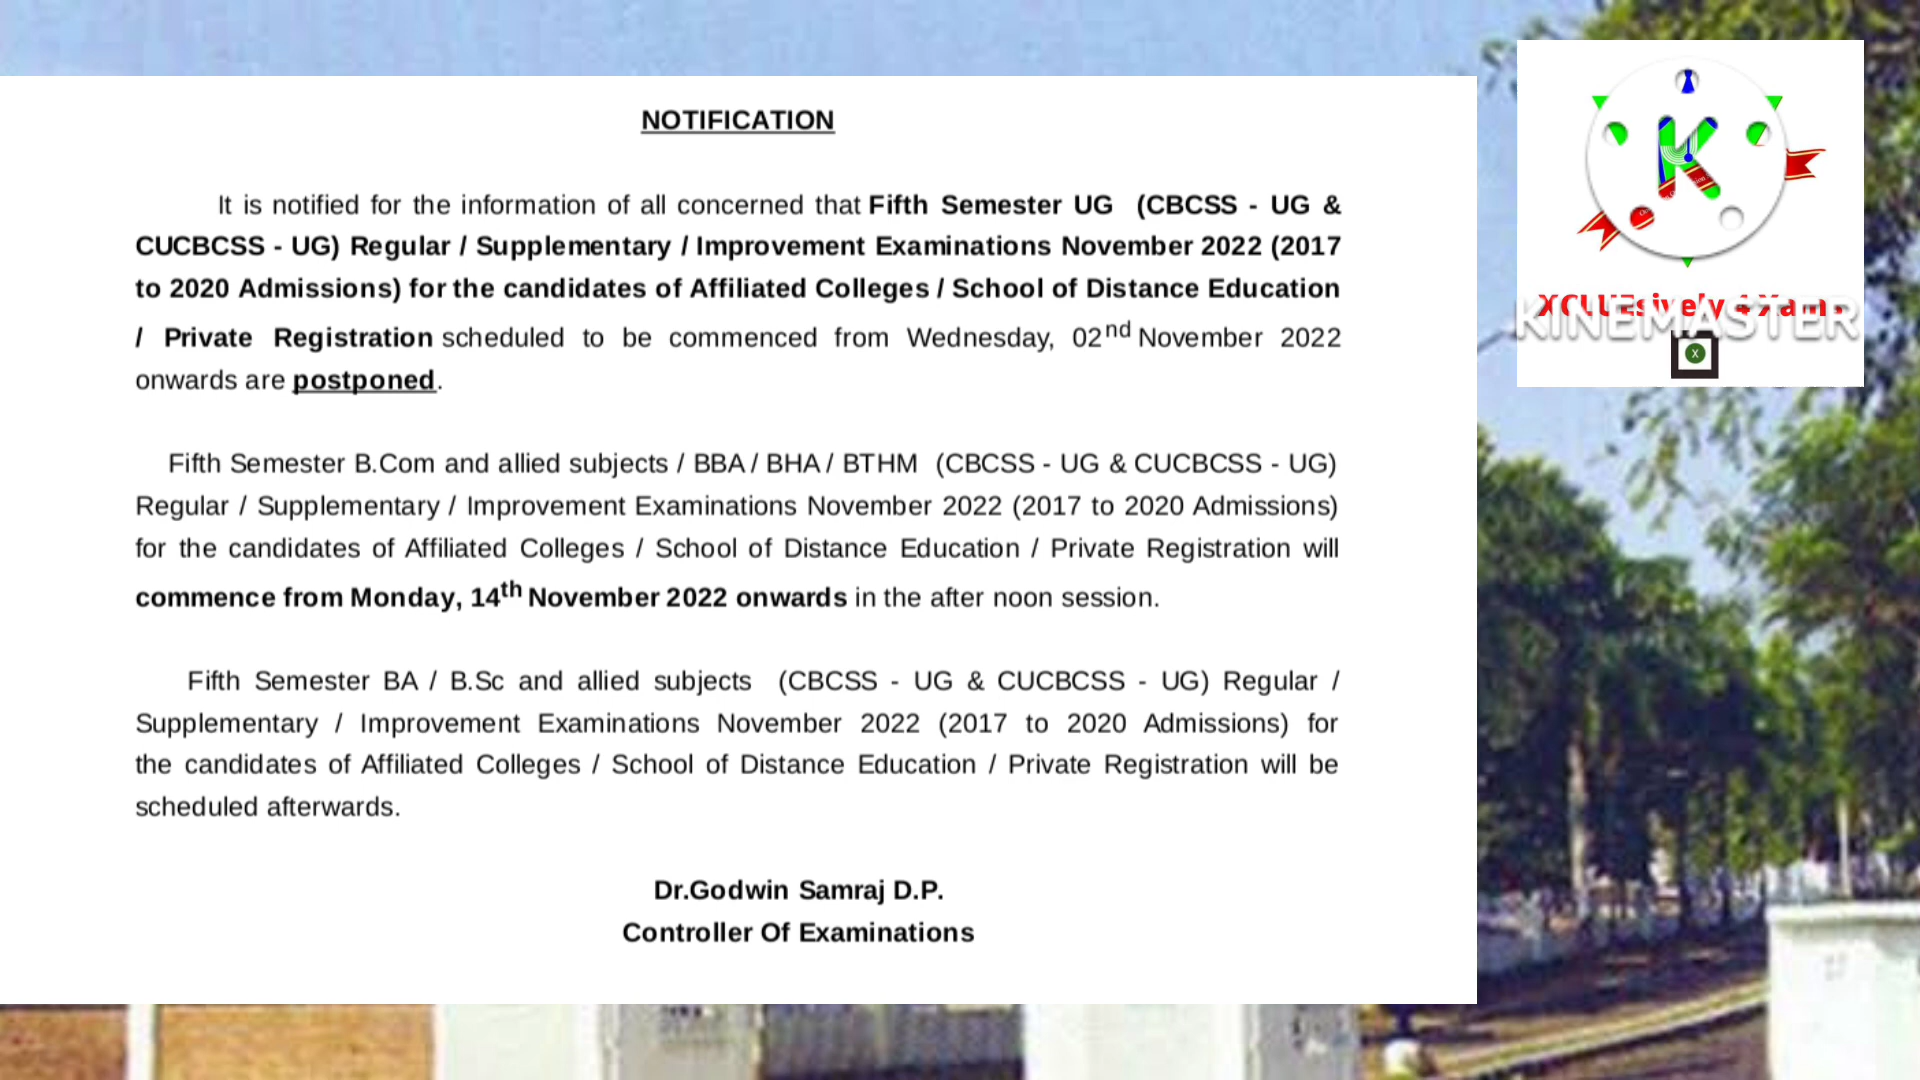 NOTIFICATION
It is notified for the information of all concerned that Fifth Semester UG (CBCSS - UG &
CUCBCSS - UG) Regular / Supplementary / Improvement Examinations November 2022 (2017
to 2020 Admissions) for the candidates of Affiliated Colleges / School of Distance Education
/ Private Registration scheduled to be commenced from Wednesday, 02nd November 2022
onwards are postponed.
Fifth Semester B.Com and allied subjects / BBA / BHA / BTHM (CBCSS - UG & CUCBCSS - UG)
Regular / Supplementary / Improvement Examinations November 2022 (2017 to 2020 Admissions)
for the candidates of Affiliated Colleges / School of Distance Education / Private Registration will
commence from Monday, 14th November 2022 onwards in the after noon session.
Fifth Semester BA / B.Sc and allied subjects (CBCSS - UG & CUCBCSS - UG) Regular /
Supplementary / Improvement Examinations November 2022 (2017 to 2020 Admissions) for
the candidates of Affiliated Colleges / School of Distance Education / Private Registration will be
scheduled afterwards.
Dr.Godwin Samraj D.P.
Controller Of Examinations
K
XCLUEsively 4 Xams
KINEMASTER
X